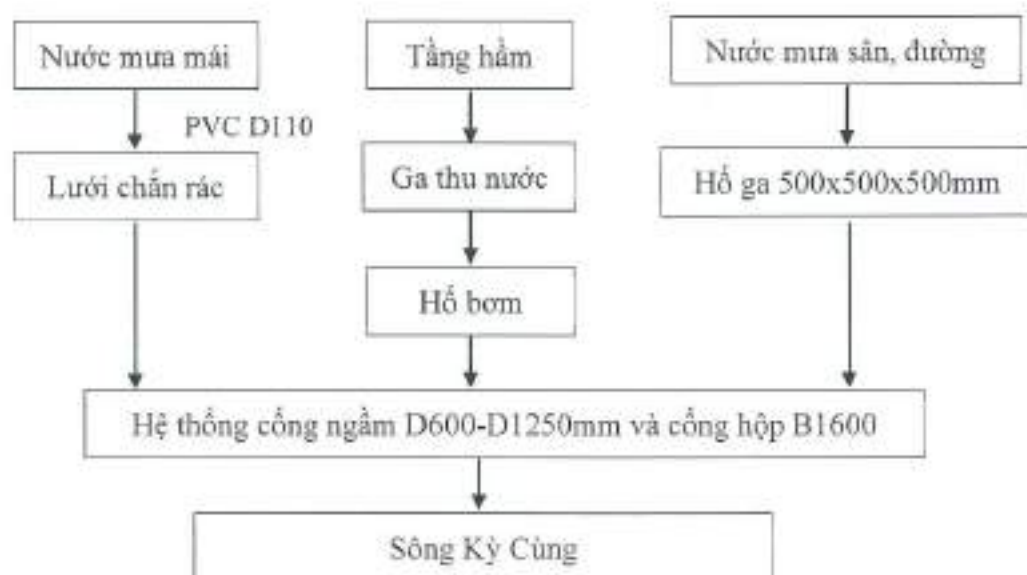 Nước mưa mái
Tầng hầm
Nước mưa sân, đường
PVC D110
Lưới chắn rác
Ga thu nước
Hố ga 500x500x500mm
Hố bơm
Hệ thống cống ngầm D600-D1250mm và cống hộp B1600
Sông Kỳ Cùng